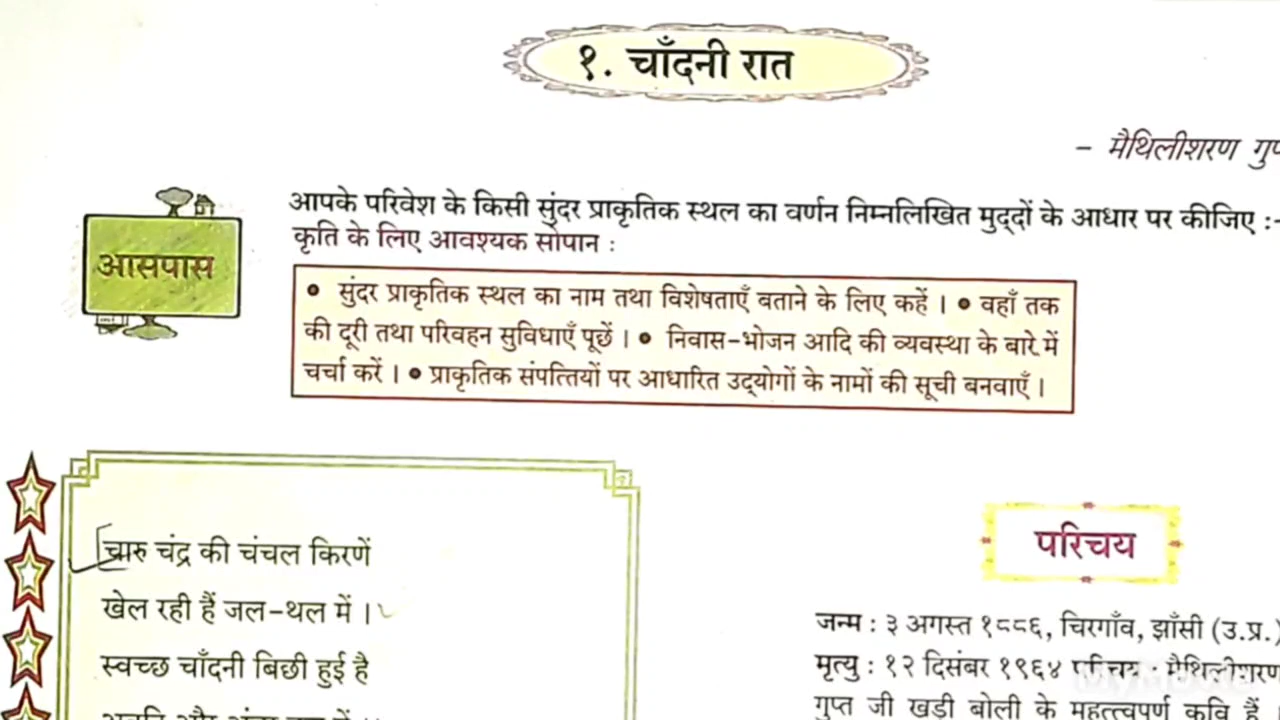 १. चाँदनी रात
– मैथिलीशरण
आसपास
आपके परिवेश के किसी सुंदर प्राकृतिक स्थल का वर्णन निम्नलिखित मुद्दों के आधार पर कीजिए :-
कृति के लिए आवश्यक सोपान :
• सुंदर प्राकृतिक स्थल का नाम तथा विशेषताएँ बताने के लिए कहें । • वहाँ तक
की दूरी तथा परिवहन सुविधाएँ पूछें । • निवास-भोजन आदि की व्यवस्था के बारे में
चर्चा करें । • प्राकृतिक संपत्तियों पर आधारित उद्योगों के नामों की सूची बनवाएँ ।
चारु चंद्र की चंचल किरणें
खेल रही हैं जल-थल में ।
स्वच्छ चाँदनी बिछी हुई है
परिचय
जन्म : ३ अगस्त १८८६, चिरगाँव, झाँसी (उ.प्र.)
मृत्यु : १२ दिसंबर १९६४ परिचय : मैथिलीशरण
गुप्त जी खड़ी बोली के महत्त्वपूर्ण कवि हैं ।